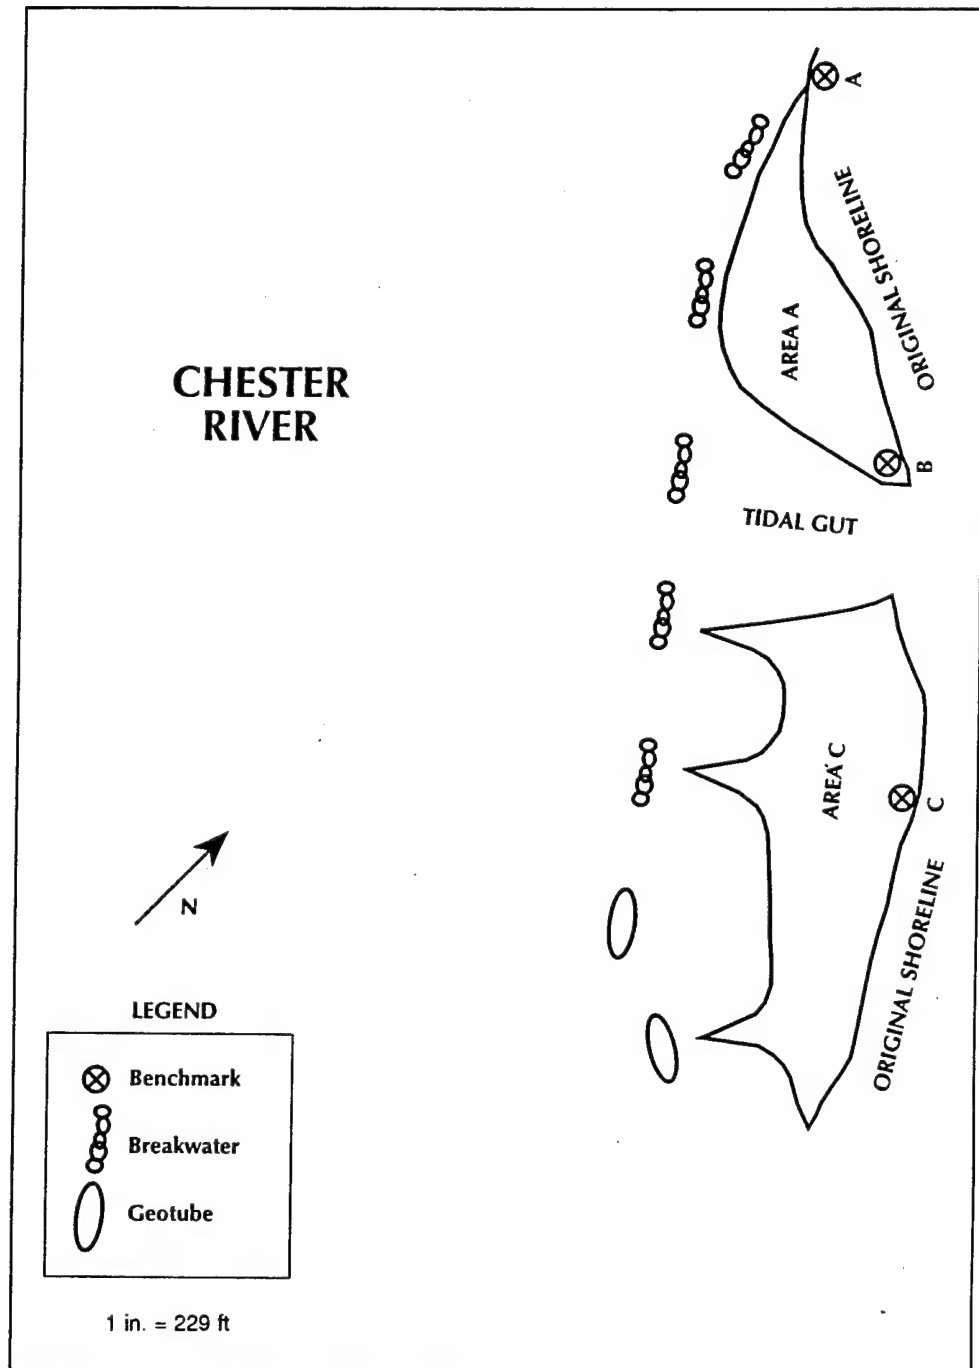 A
ORIGINAL SHORELINE
AREA A
CHESTER
RIVER
B
TIDAL GUT
AREA C
C
ORIGINAL SHORELINE
N
LEGEND
Benchmark
Breakwater
Geotube
1 in. = 229 ft